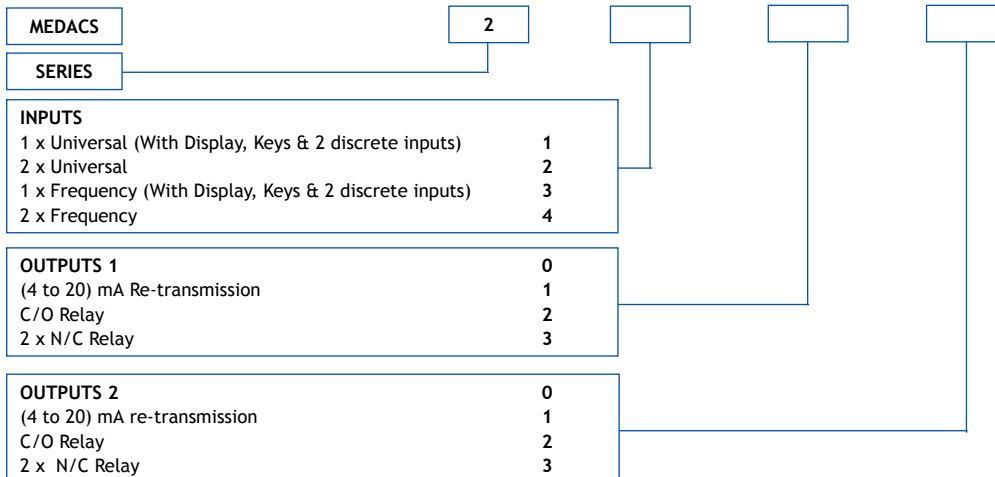 MEDACS 2
SERIES
INPUTS
1 x Universal (With Display, Keys & 2 discrete inputs) 1
2 x Universal 2
1 x Frequency (With Display, Keys & 2 discrete inputs) 3
2 x Frequency 4
OUTPUTS 1 0
(4 to 20) mA Re-transmission 1
C/O Relay 2
2 x N/C Relay 3
OUTPUTS 2 0
(4 to 20) mA re-transmission 1
C/O Relay 2
2 x N/C Relay 3